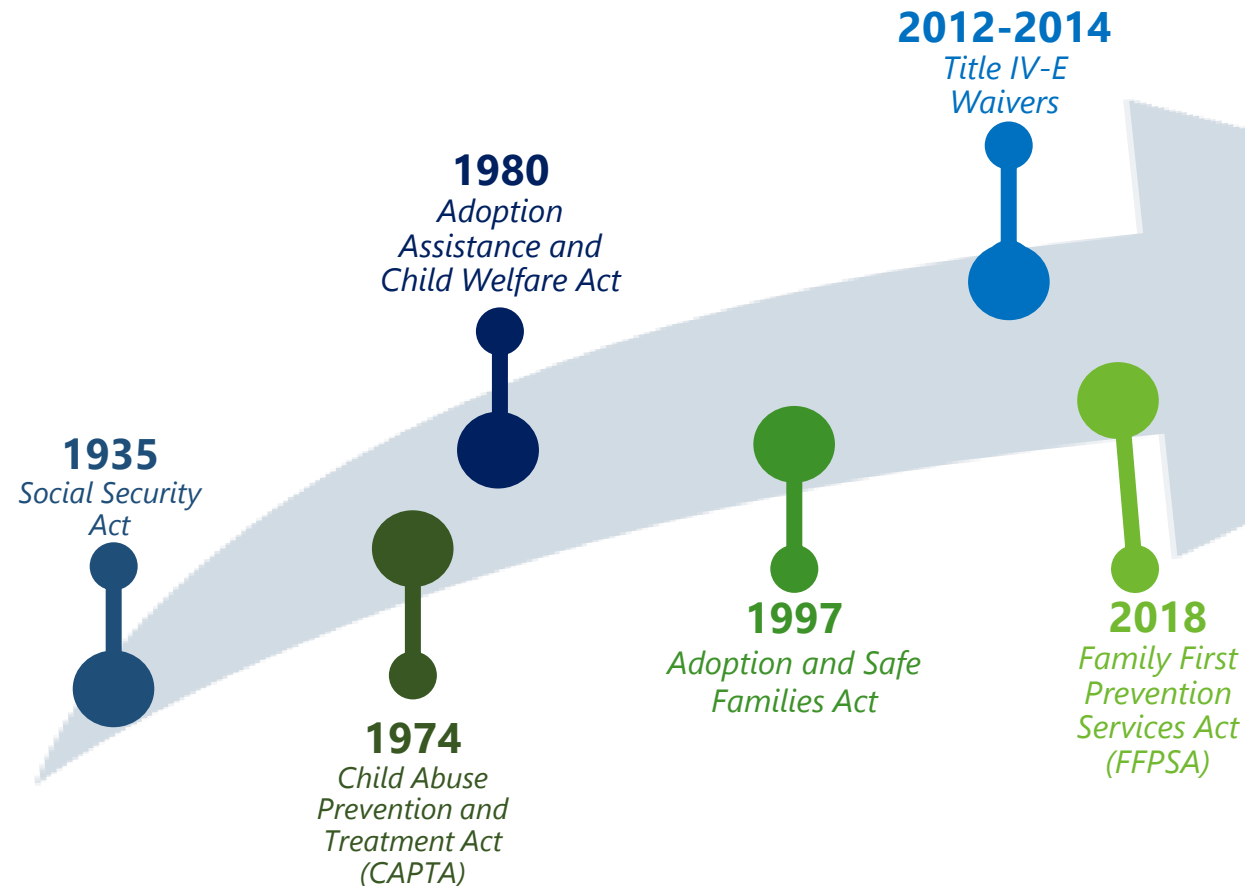 1935
Social Security
Act
1974
Child Abuse
Prevention and
Treatment Act
(CAPTA)
1980
Adoption
Assistance and
Child Welfare Act
1997
Adoption and Safe
Families Act
2012-2014
Title IV-E
Waivers
2018
Family First
Prevention
Services Act
(FFPSA)